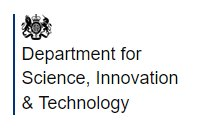 Department for
Science, Innovation
& Technology